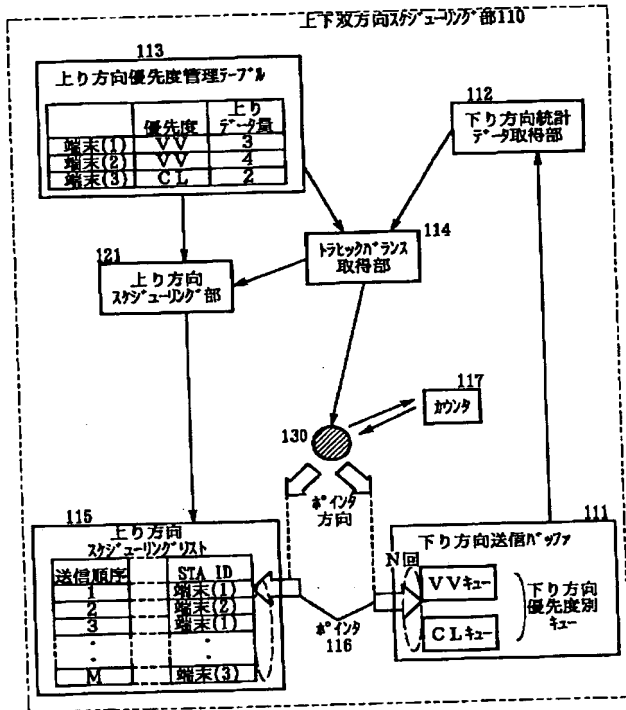 上下双方向スケジューリング部110
113
上り方向優先度管理テーブル
優先度
上り
データ量
端末(1) VV 3
端末(2) VV 4
端末(3) CL 2
112
下り方向統計
データ取得部
114
トラヒックバランス
取得部
121
上り方向
スケジューリング部
117
カウンタ
130
ポインタ
方向
115
上り方向
スケジューリングリスト
送信順序 STA ID
1 端末(1)
2 端末(2)
3 端末(1)
・ ・
・ ・
M 端末(3)
ポインタ
116
111
下り方向送信バッファ
N回
VVキュー
CLキュー
下り方向
優先度別
キュー